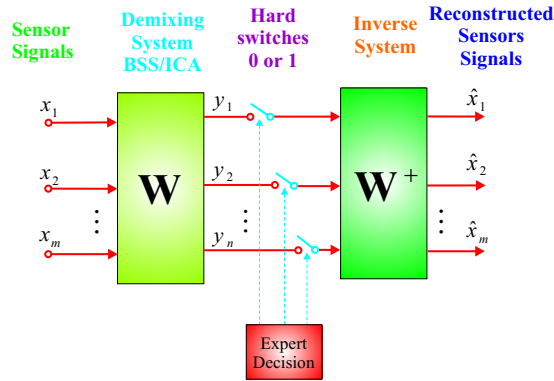 Sensor
Signals
Demixing
System
BSS/ICA
Hard
switches
0 or 1
Inverse
System
Reconstructed
Sensors
Signals
x₁
y₁
x̂₁
x₂
W
y₂
W⁺
x̂₂
⋮
⋮
⋮
xₘ
yₙ
x̂ₘ
Expert
Decision